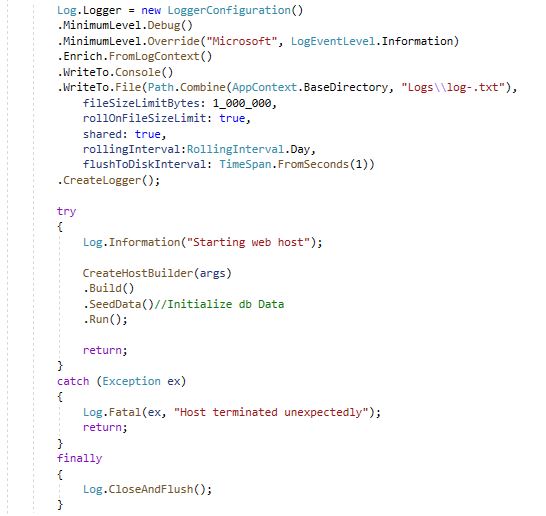 Log.Logger = new LoggerConfiguration()
.MinimumLevel.Debug()
.MinimumLevel.Override("Microsoft", LogEventLevel.Information)
.Enrich.FromLogContext()
.WriteTo.Console()
.WriteTo.File(Path.Combine(AppContext.BaseDirectory, "Logs\\log-.txt"),
    fileSizeLimitBytes: 1_000_000,
    rollOnFileSizeLimit: true,
    shared: true,
    rollingInterval:RollingInterval.Day,
    flushToDiskInterval: TimeSpan.FromSeconds(1))
.CreateLogger();
try
{
    Log.Information("Starting web host");
    CreateHostBuilder(args)
    .Build()
    .SeedData()//Initialize db Data
    .Run();
    return;
}
catch (Exception ex)
{
    Log.Fatal(ex, "Host terminated unexpectedly");
    return;
}
finally
{
    Log.CloseAndFlush();
}